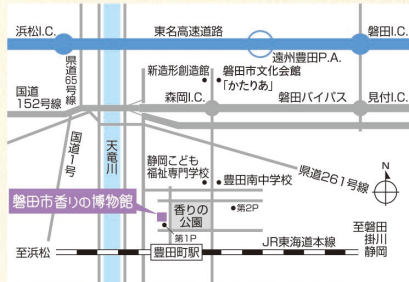 浜松I.C.
東名高速道路
磐田I.C.
遠州豊田P.A.
県道65号線
新造形創造館
磐田市文化会館
「かたりあ」
国道
152号線
森岡I.C.
磐田バイパス
見付I.C.
国道1号
天竜川
静岡こども
福祉専門学校
豊田南中学校
県道261号線
N
磐田市香りの博物館
香りの
公園
第2P
第1P
至浜松
豊田町駅
JR東海道本線
至磐田
掛川
静岡